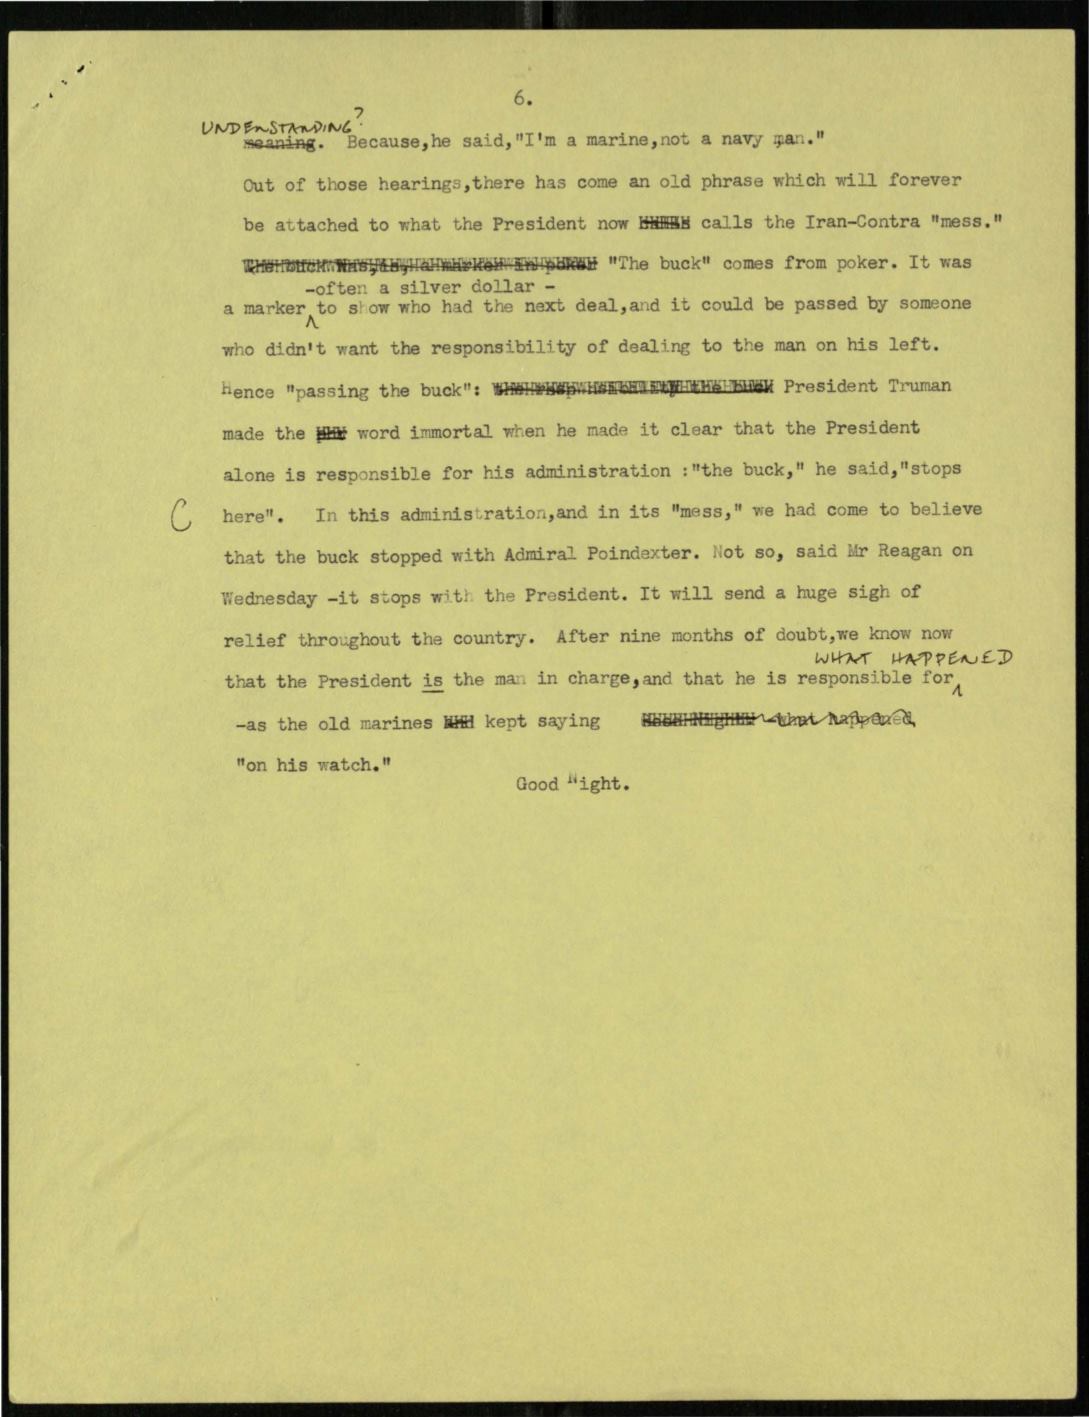 6.
UNDERSTANDING?
meaning. Because,he said,"I'm a marine,not a navy man."
Out of those hearings,there has come an old phrase which will forever
be attached to what the President now calls the Iran-Contra "mess."
The buck was,is, a marker in poker "The buck" comes from poker. It was
-often a silver dollar -
a marker to show who had the next deal,and it could be passed by someone
who didn't want the responsibility of dealing to the man on his left.
Hence "passing the buck": President Truman
made the word immortal when he made it clear that the President
alone is responsible for his administration :"the buck," he said,"stops
C here". In this administration,and in its "mess," we had come to believe
that the buck stopped with Admiral Poindexter. Not so, said Mr Reagan on
Wednesday -it stops with the President. It will send a huge sigh of
relief throughout the country. After nine months of doubt,we know now
WHAT HAPPENED
that the President is the man in charge,and that he is responsible for
-as the old marines kept saying Good Night. what happened,
"on his watch."
Good Night.